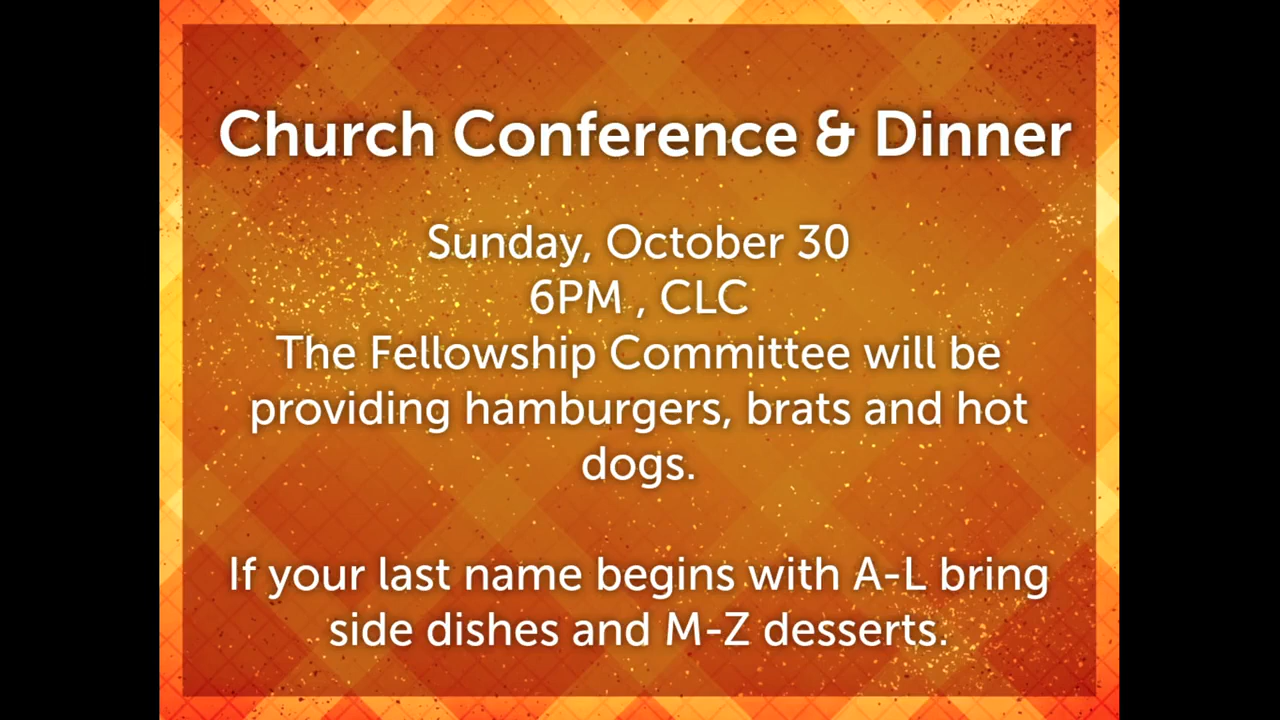 Church Conference & Dinner
Sunday, October 30
6PM , CLC
The Fellowship Committee will be
providing hamburgers, brats and hot
dogs.
If your last name begins with A-L bring
side dishes and M-Z desserts.